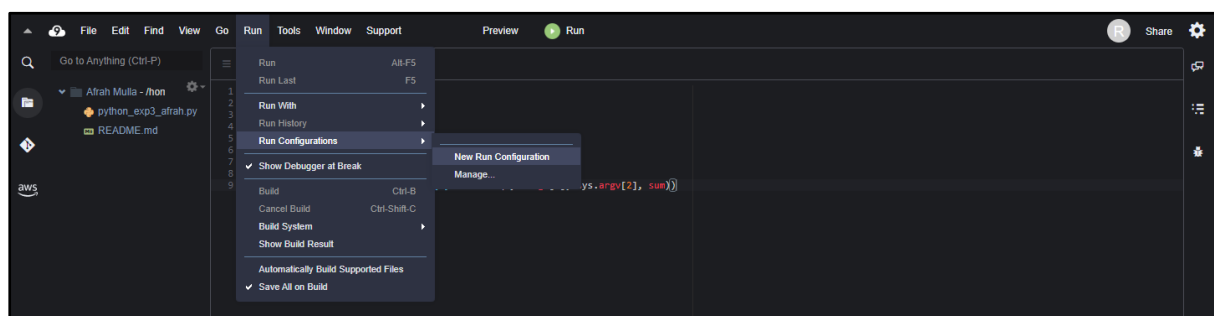 File Edit Find View Go Run Tools Window Support Preview Run R Share
Go to Anything (Ctrl-P)
Afrah Mulla - /hon
python_exp3_afrah.py
README.md
aws
Run Alt-F5
Run Last F5
Run With
Run History
Run Configurations
Show Debugger at Break
Build Ctrl-B
Cancel Build Ctrl-Shift-C
Build System
Show Build Result
Automatically Build Supported Files
Save All on Build
New Run Configuration
Manage...
1
2
3
4
5
6
7
8
9 ys.argv[2], sum))